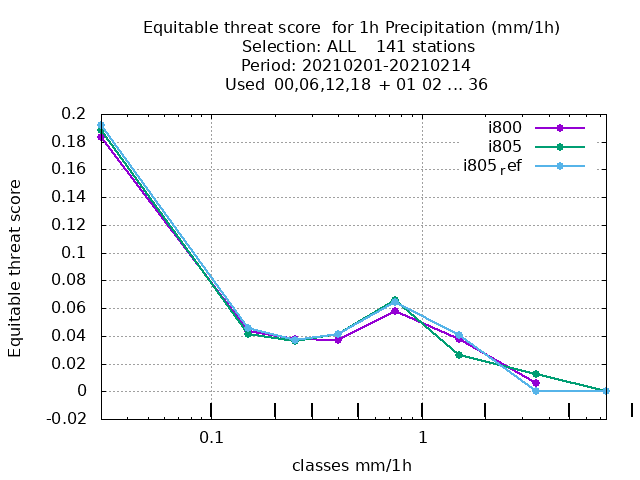 Equitable threat score  for 1h Precipitation (mm/1h)
Selection: ALL    141 stations
Period: 20210201-20210214
Used  00,06,12,18  + 01 02 ... 36
i800
i805
i805ref
0.2
0.18
0.16
0.14
0.12
0.1
0.08
0.06
0.04
0.02
0
-0.02
Equitable threat score
0.1
1
classes mm/1h